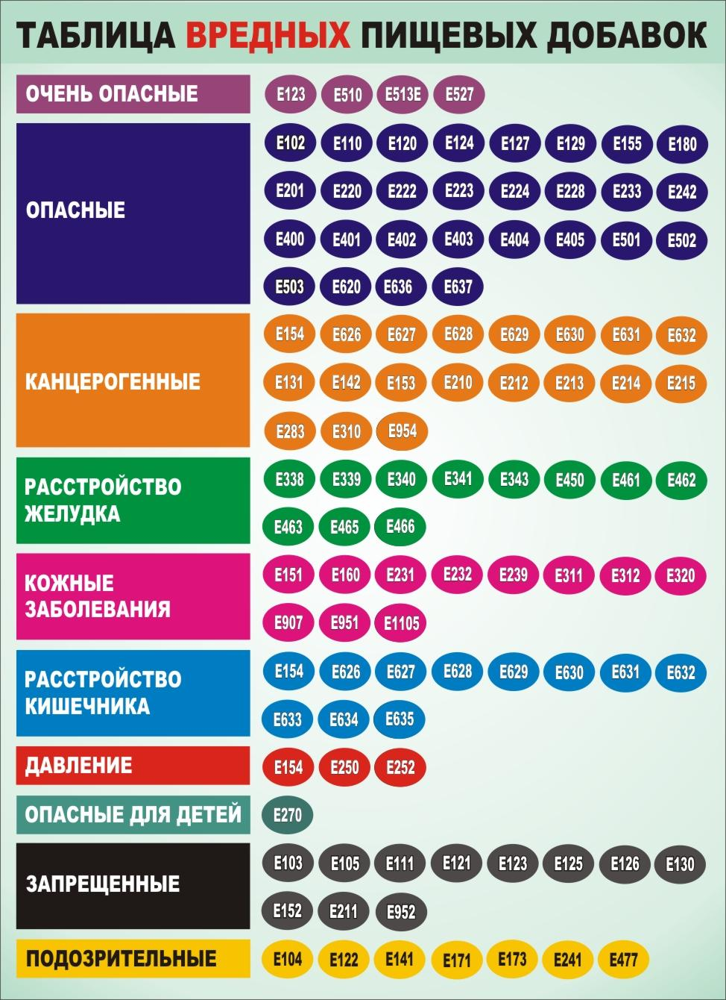 ТАБЛИЦА ВРЕДНЫХ ПИЩЕВЫХ ДОБАВОК
ОЧЕНЬ ОПАСНЫЕ
E123 E510 E513E E527
ОПАСНЫЕ
E102 E110 E120 E124 E127 E129 E155 E180
E201 E220 E222 E223 E224 E228 E233 E242
E400 E401 E402 E403 E404 E405 E501 E502
E503 E620 E636 E637
КАНЦЕРОГЕННЫЕ
E154 E626 E627 E628 E629 E630 E631 E632
E131 E142 E153 E210 E212 E213 E214 E215
E283 E310 E954
РАССТРОЙСТВО
ЖЕЛУДКА
E338 E339 E340 E341 E343 E450 E461 E462
E463 E465 E466
КОЖНЫЕ
ЗАБОЛЕВАНИЯ
E151 E160 E231 E232 E239 E311 E312 E320
E907 E951 E1105
РАССТРОЙСТВО
КИШЕЧНИКА
E154 E626 E627 E628 E629 E630 E631 E632
E633 E634 E635
ДАВЛЕНИЕ
E154 E250 E252
ОПАСНЫЕ ДЛЯ ДЕТЕЙ
E270
ЗАПРЕЩЕННЫЕ
E103 E105 E111 E121 E123 E125 E126 E130
E152 E211 E952
ПОДОЗРИТЕЛЬНЫЕ
E104 E122 E141 E171 E173 E241 E477